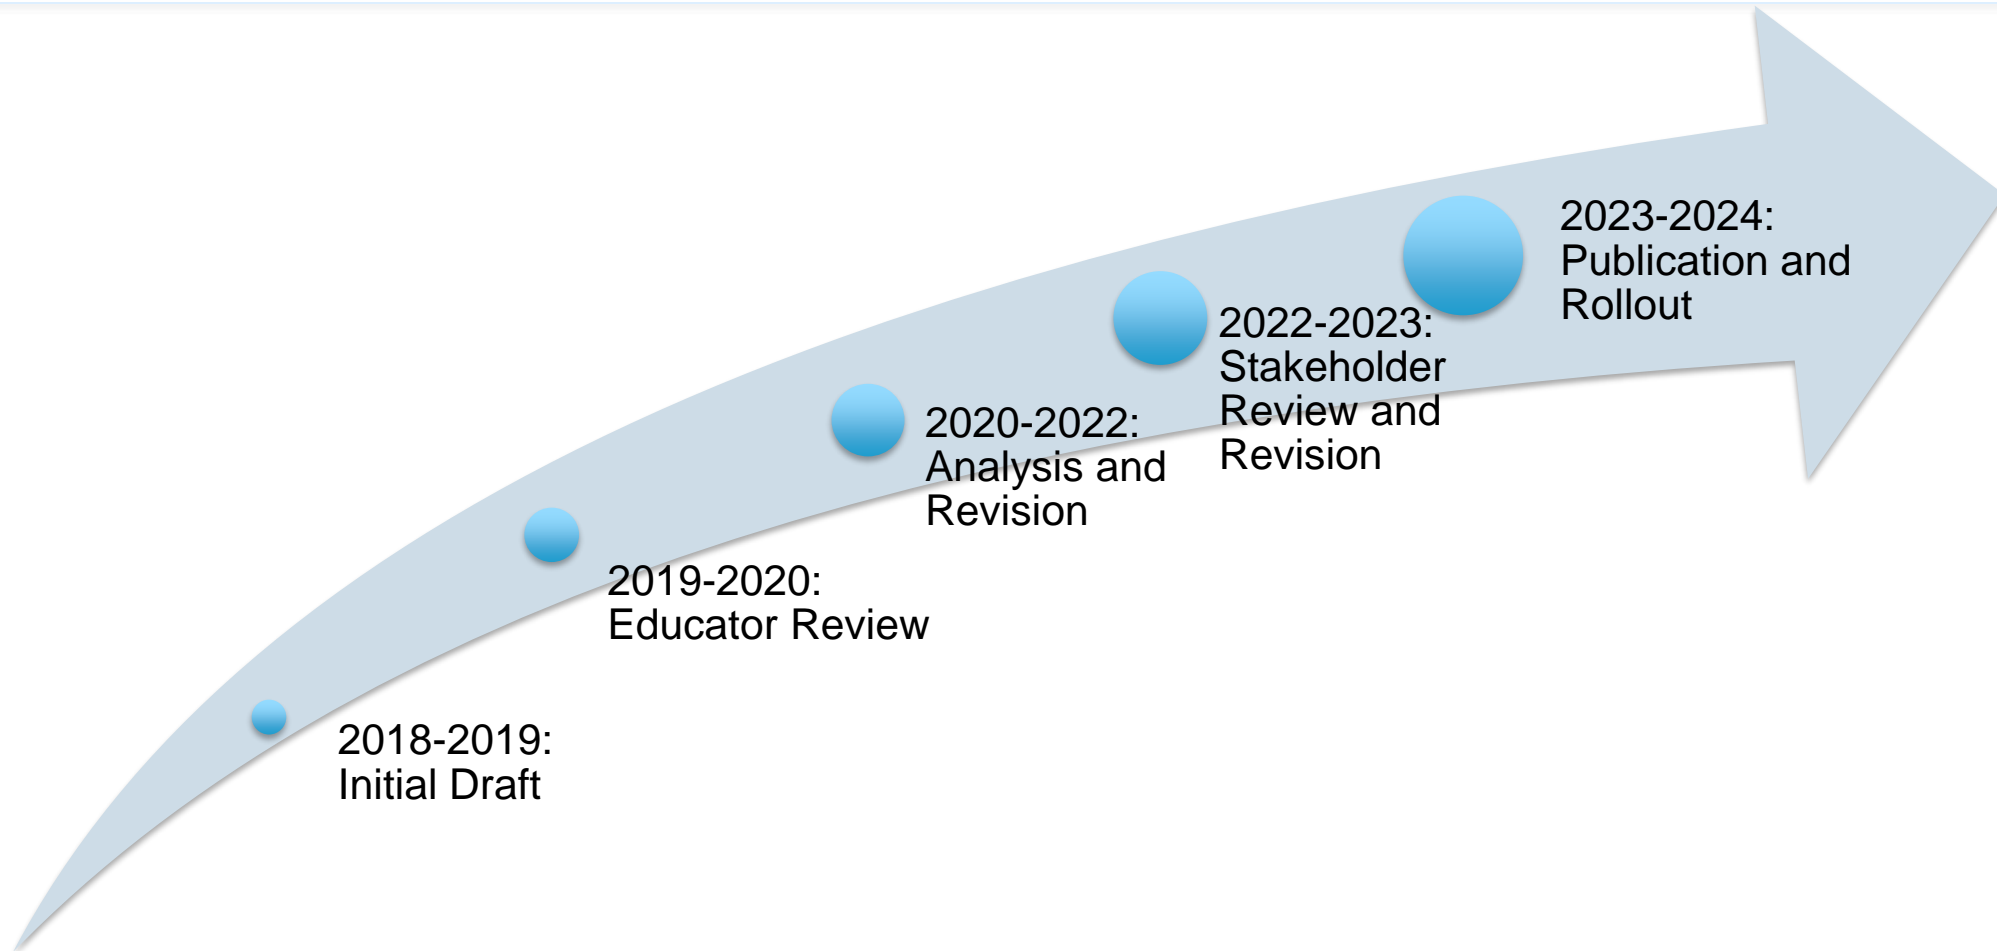 2018-2019:
Initial Draft
2019-2020:
Educator Review
2020-2022:
Analysis and
Revision
2022-2023:
Stakeholder
Review and
Revision
2023-2024:
Publication and
Rollout